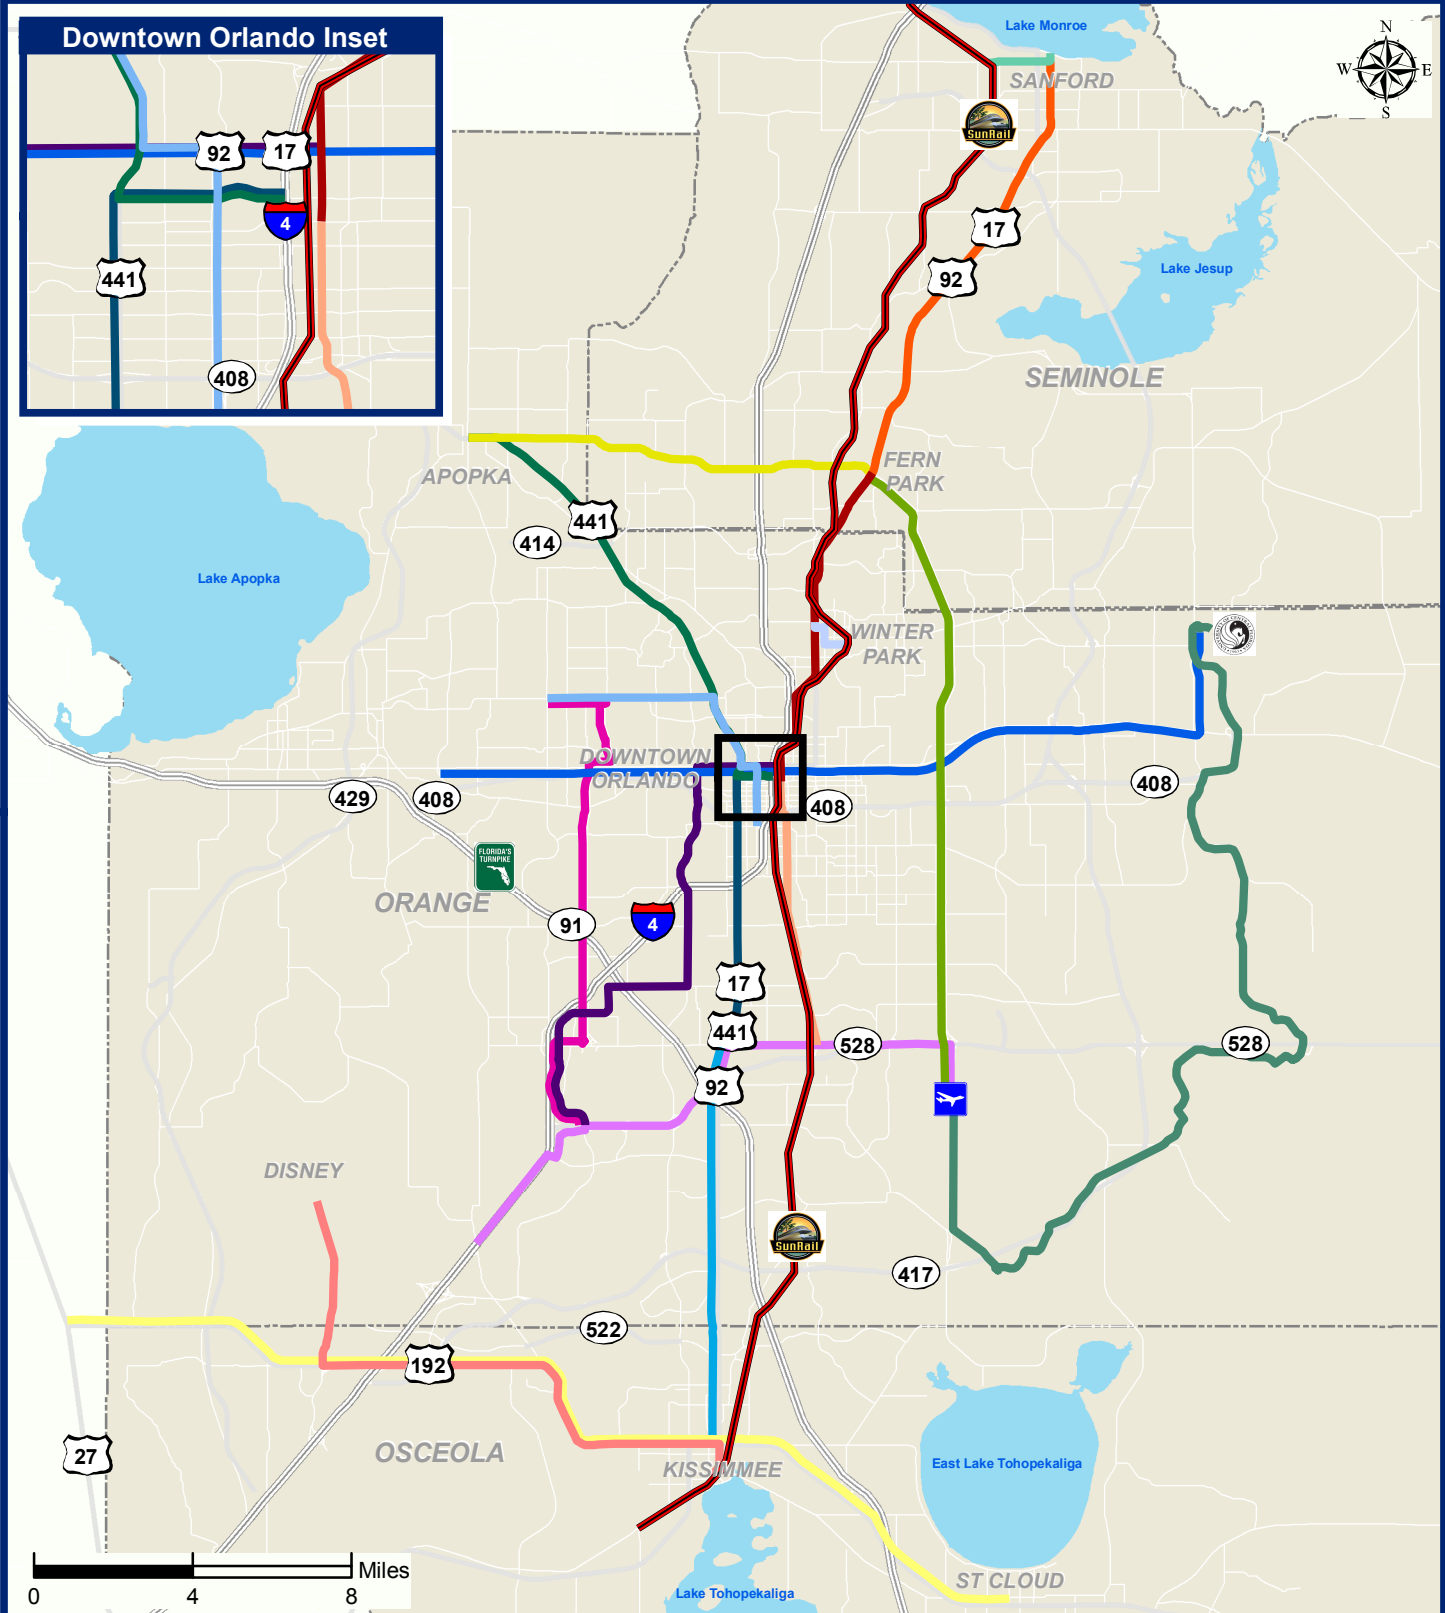 Downtown Orlando Inset
92
17
4
441
408
Lake Monroe
SANFORD
N
W
E
S
SunRail
17
92
Lake Jesup
SEMINOLE
APOPKA
FERN
PARK
441
414
Lake Apopka
WINTER
PARK
DOWNTOWN
ORLANDO
429
408
408
408
FLORIDA'S
TURNPIKE
ORANGE
91
4
17
441
528
528
92
DISNEY
SunRail
417
522
192
27
OSCEOLA
KISSIMMEE
East Lake Tohopekaliga
Miles
0
4
8
ST CLOUD
Lake Tohopekaliga